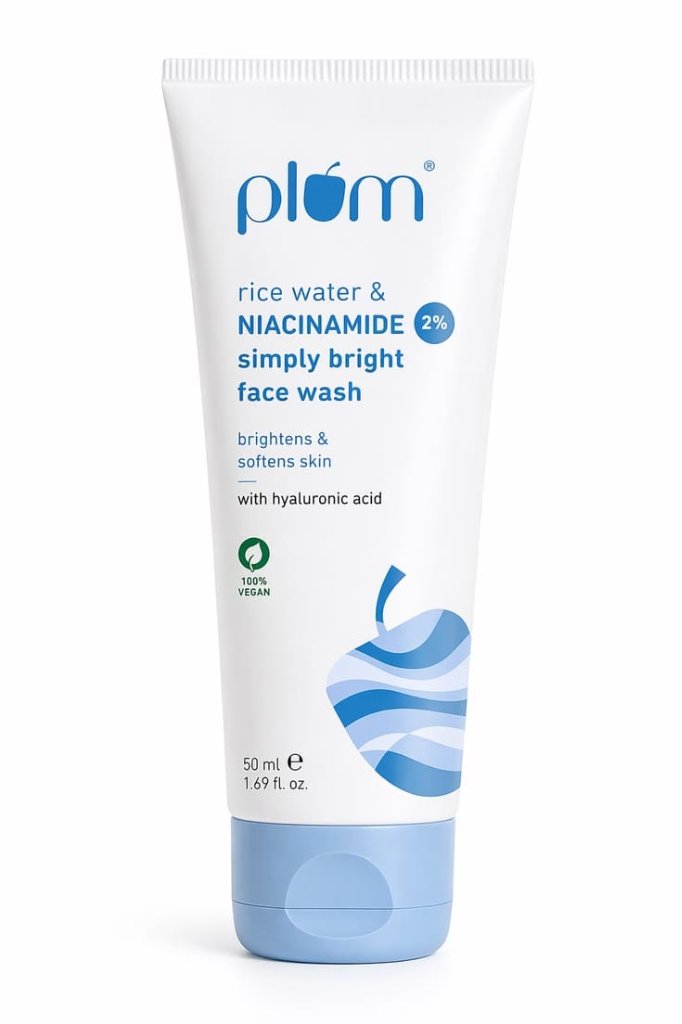 plum®
rice water &
NIACINAMIDE 2%
simply bright
face wash
brightens &
softens skin
with hyaluronic acid
100%
VEGAN
50 ml ℮
1.69 fl. oz.